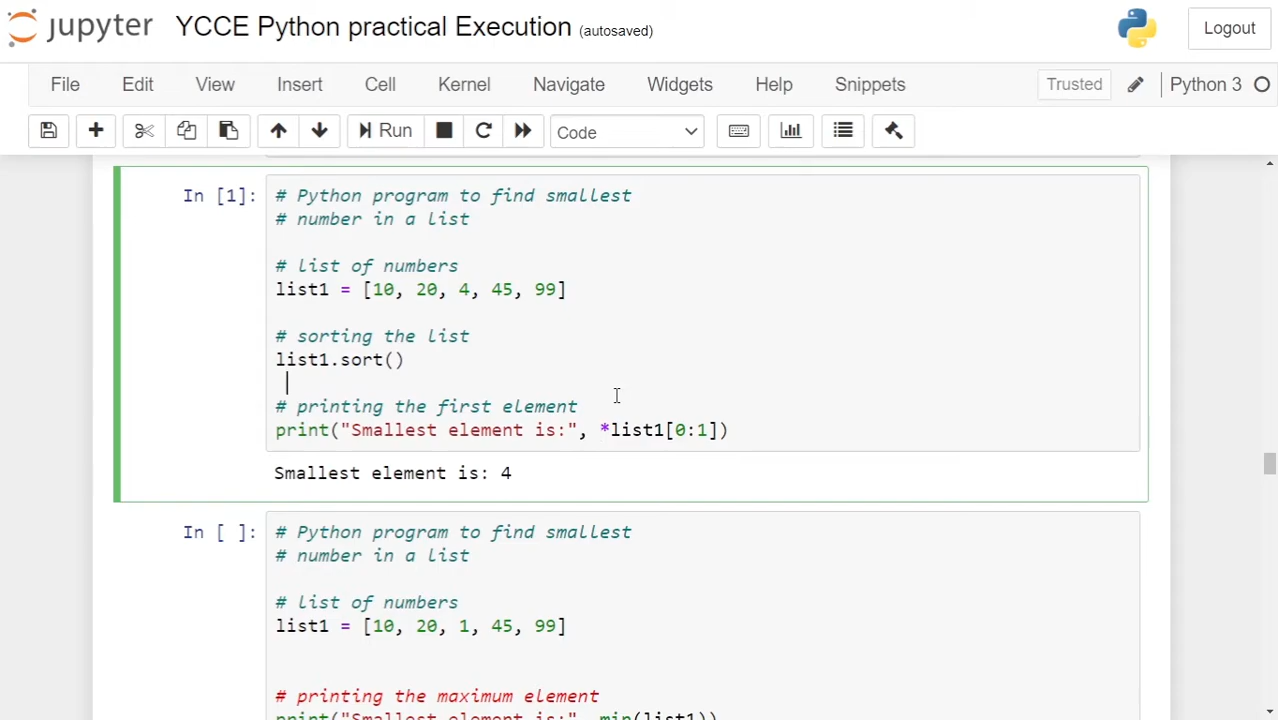 jupyter YCCE Python practical Execution (autosaved) Logout
File Edit View Insert Cell Kernel Navigate Widgets Help Snippets Trusted Python 3
Run Code
In [1]: # Python program to find smallest
# number in a list
# list of numbers
list1 = [10, 20, 4, 45, 99]
# sorting the list
list1.sort()
# printing the first element
print("Smallest element is:", *list1[0:1])
Smallest element is: 4
In [ ]: # Python program to find smallest
# number in a list
# list of numbers
list1 = [10, 20, 1, 45, 99]
# printing the maximum element
print("Smallest element is:", min(list1))